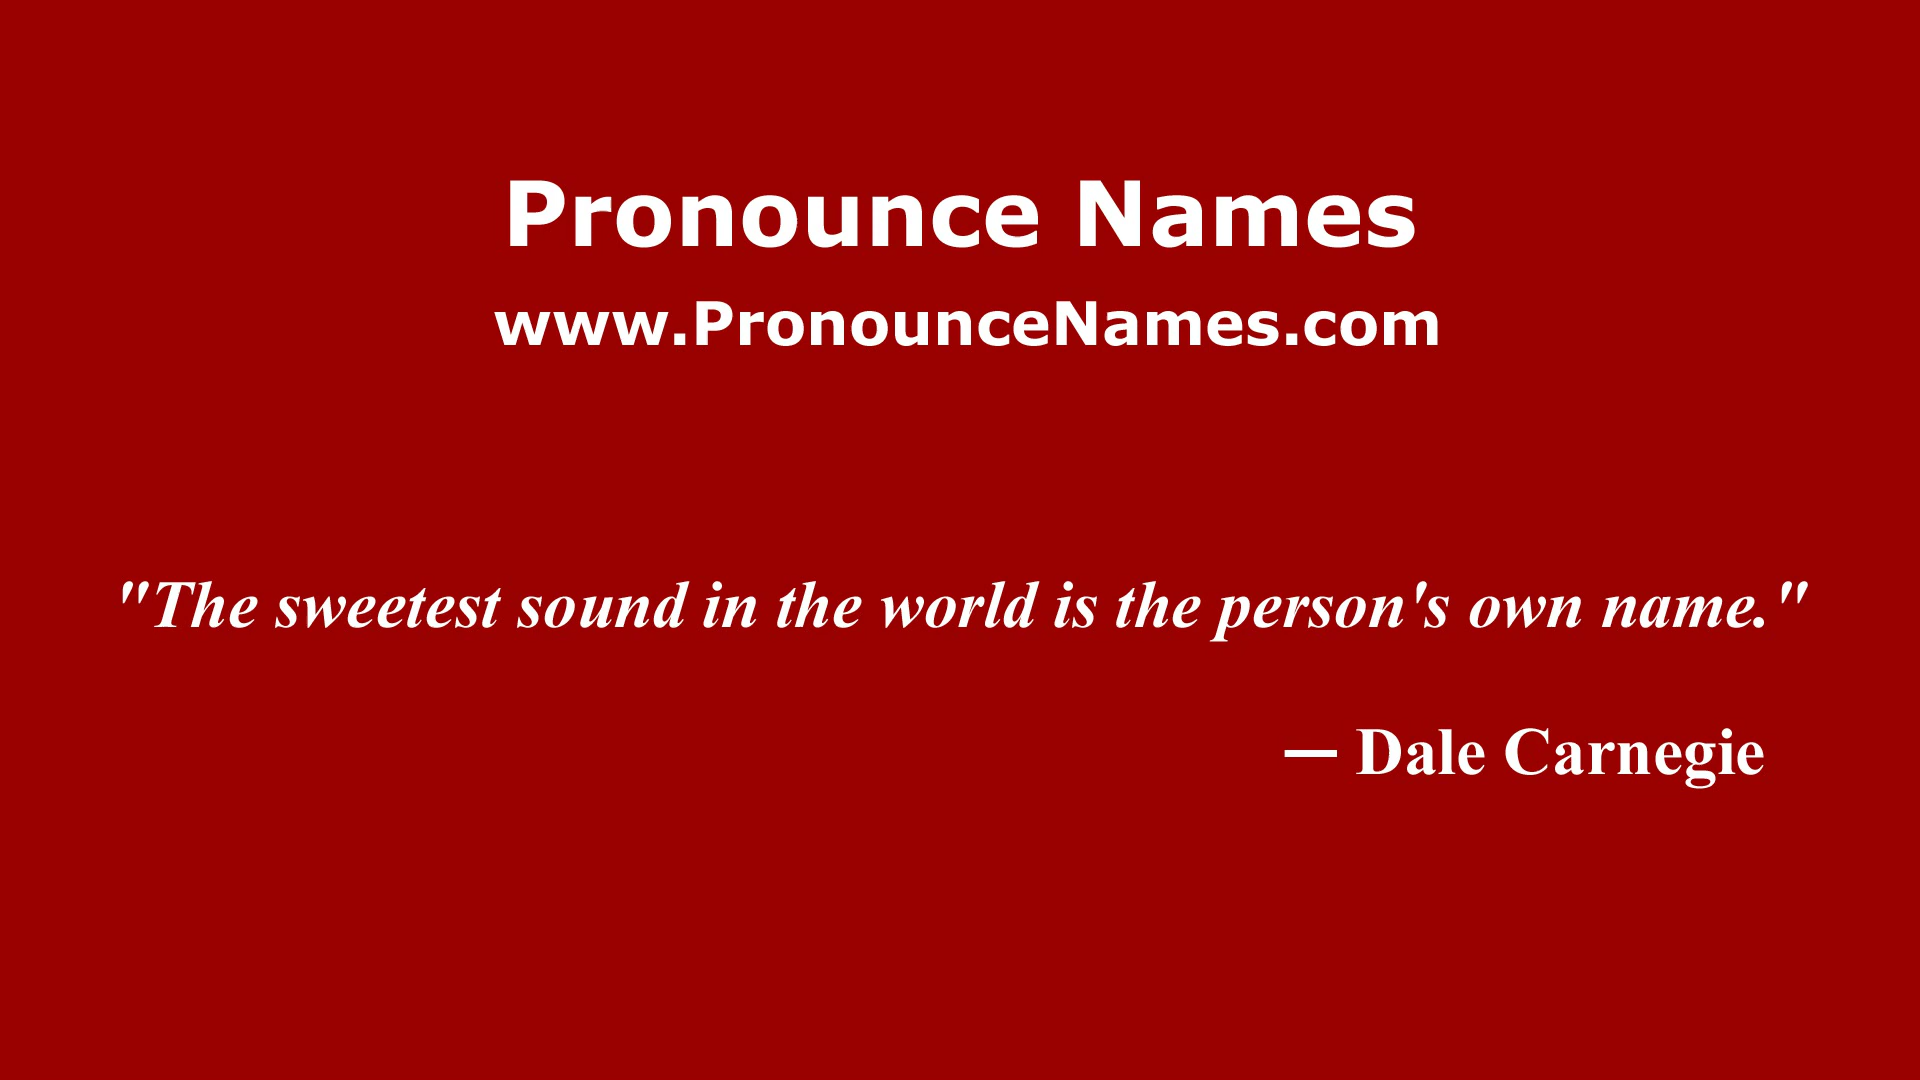 Pronounce Names
www.PronounceNames.com
"The sweetest sound in the world is the person's own name."
— Dale Carnegie